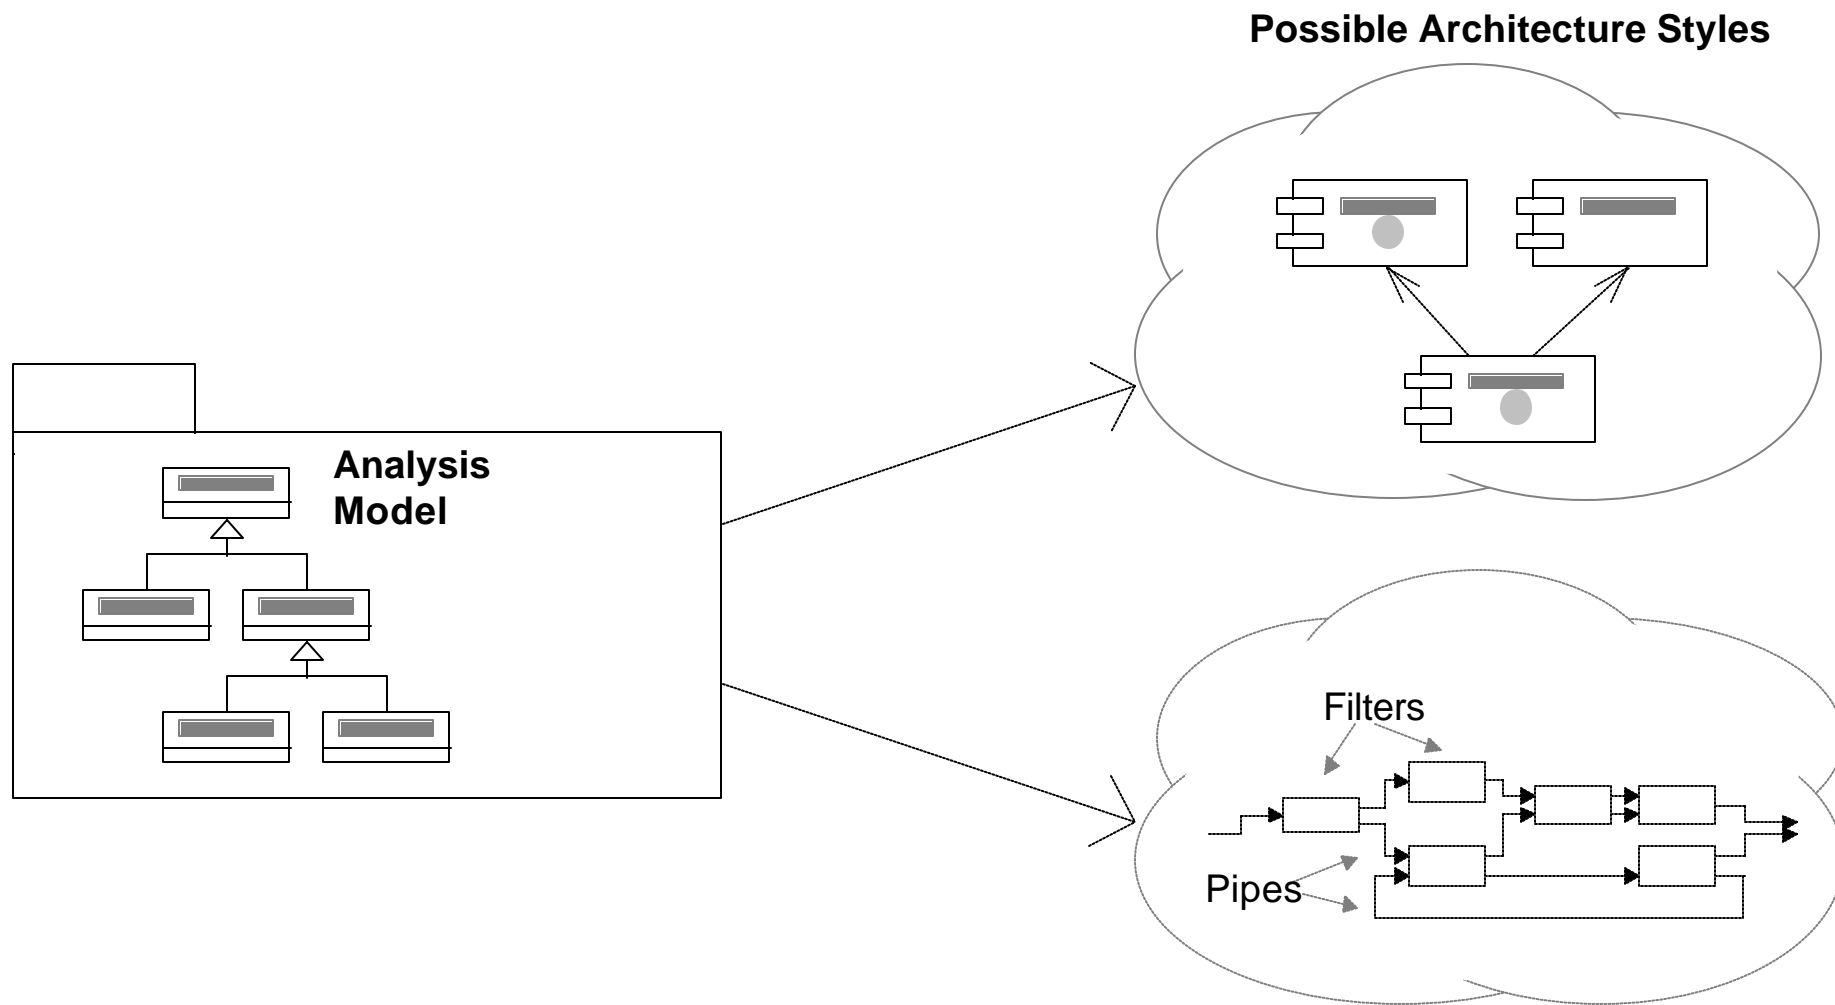 Possible Architecture Styles
Analysis
Model
Filters
Pipes